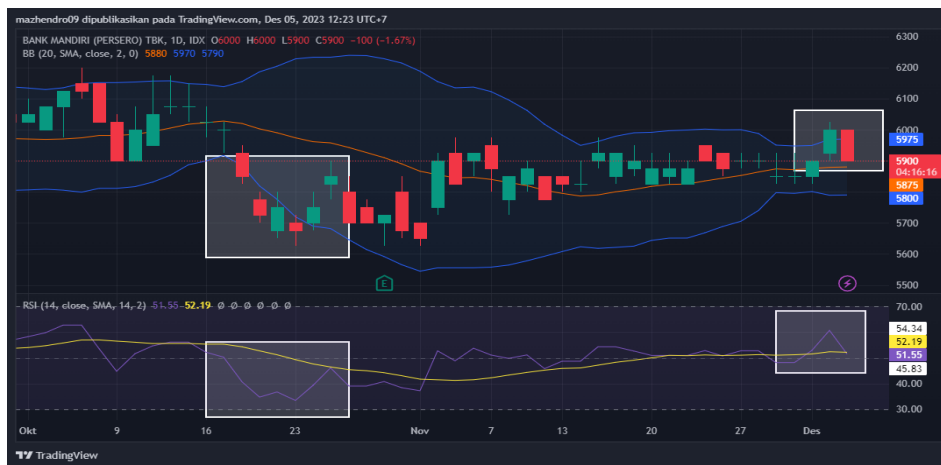 mazhendro09 dipublikasikan pada TradingView.com, Des 05, 2023 12:23 UTC+7
BANK MANDIRI (PERSERO) TBK, 1D, IDX O6000 H6000 L5900 C5900 −100 (−1.67%)
BB (20, SMA, close, 2, 0) 5880 5970 5790
6300
6200
6100
6000
5975
5900
04:16:16
5875
5800
5700
5600
5500
E
RSI (14, close, SMA, 14, 2) 51.55 52.19 Ø Ø Ø Ø Ø Ø
70.00
54.34
52.19
51.55
45.83
40.00
30.00
Okt 9 16 23 Nov 7 13 20 27 Des
TradingView